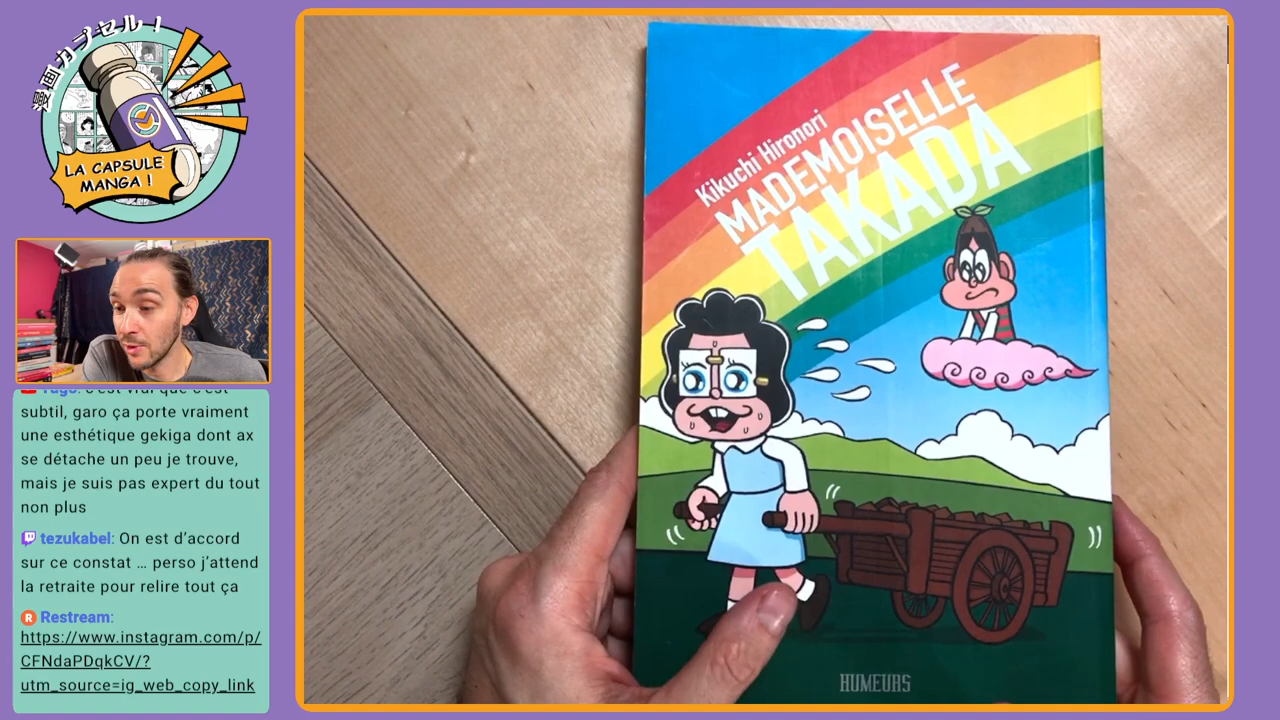 漫画カプセル！
LA CAPSULE
MANGA !
Kikuchi Hironori
MADEMOISELLE
TAKADA
HUMEURS
subtil, garo ça porte vraiment
une esthétique gekiga dont ax
se détache un peu je trouve,
mais je suis pas expert du tout
non plus
tezukabel: On est d’accord
sur ce constat … perso j’attend
la retraite pour relire tout ça
Restream:
https://www.instagram.com/p/
CFNdaPDqkCV/?
utm_source=ig_web_copy_link